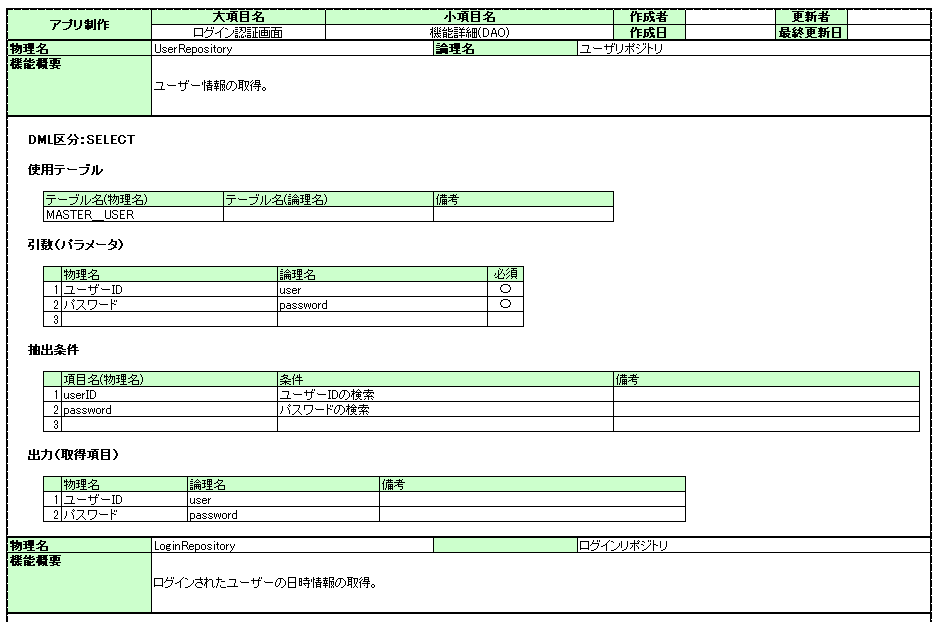 アプリ制作 大項目名 小項目名 作成者 更新者
ログイン認証画面 機能詳細(DAO) 作成日 最終更新日
物理名 UserRepository 論理名 ユーザリポジトリ
機能概要
ユーザー情報の取得。
DML区分:SELECT
使用テーブル
テーブル名(物理名) テーブル名(論理名) 備考
MASTER__USER
引数(パラメータ)
物理名 論理名 必須
1 ユーザーID user ○
2 パスワード password ○
3
抽出条件
項目名(物理名) 条件 備考
1 userID ユーザーIDの検索
2 password パスワードの検索
3
出力(取得項目)
物理名 論理名 備考
1 ユーザーID user
2 パスワード password
物理名 LoginRepository ログインリポジトリ
機能概要
ログインされたユーザーの日時情報の取得。